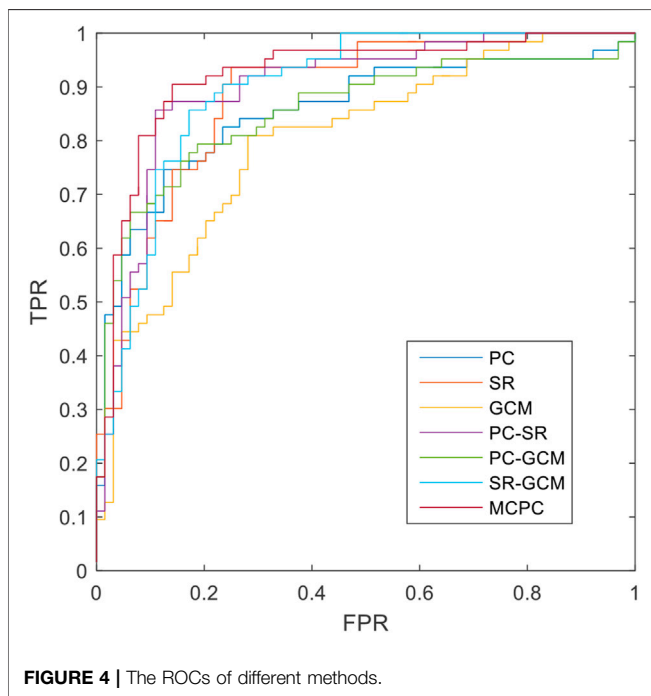 1
0.9
0.8
0.7
0.6
0.5
0.4
0.3
0.2
0.1
0
TPR
PC
SR
GCM
PC-SR
PC-GCM
SR-GCM
MCPC
0 0.2 0.4 0.6 0.8 1
FPR
FIGURE 4 | The ROCs of different methods.